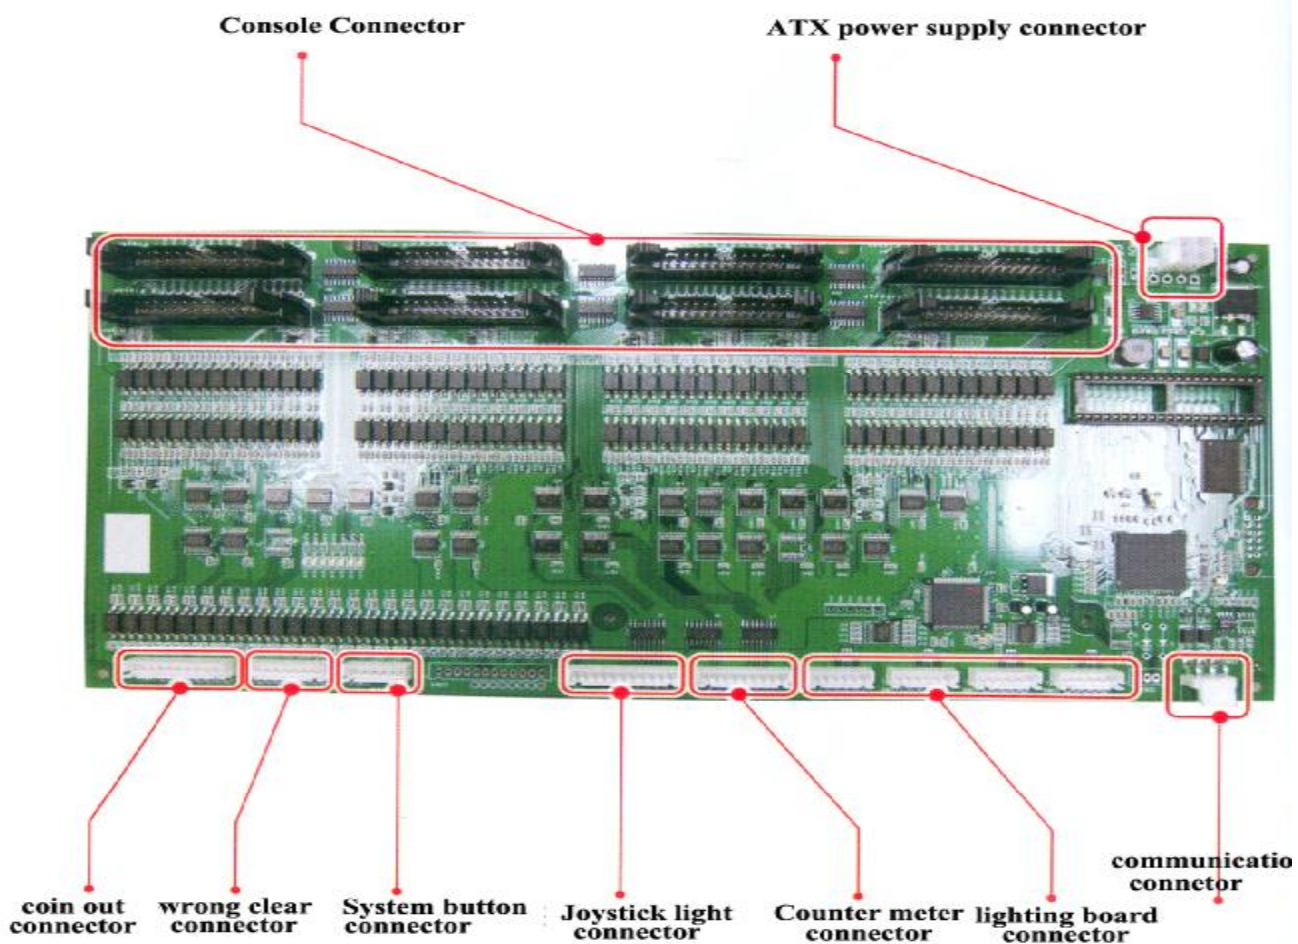 Console Connector
ATX power supply connector
communicatio
connetor
coin out
connector
wrong clear
connector
System button
connector
Joystick light
connector
Counter meter
connector
lighting board
connector